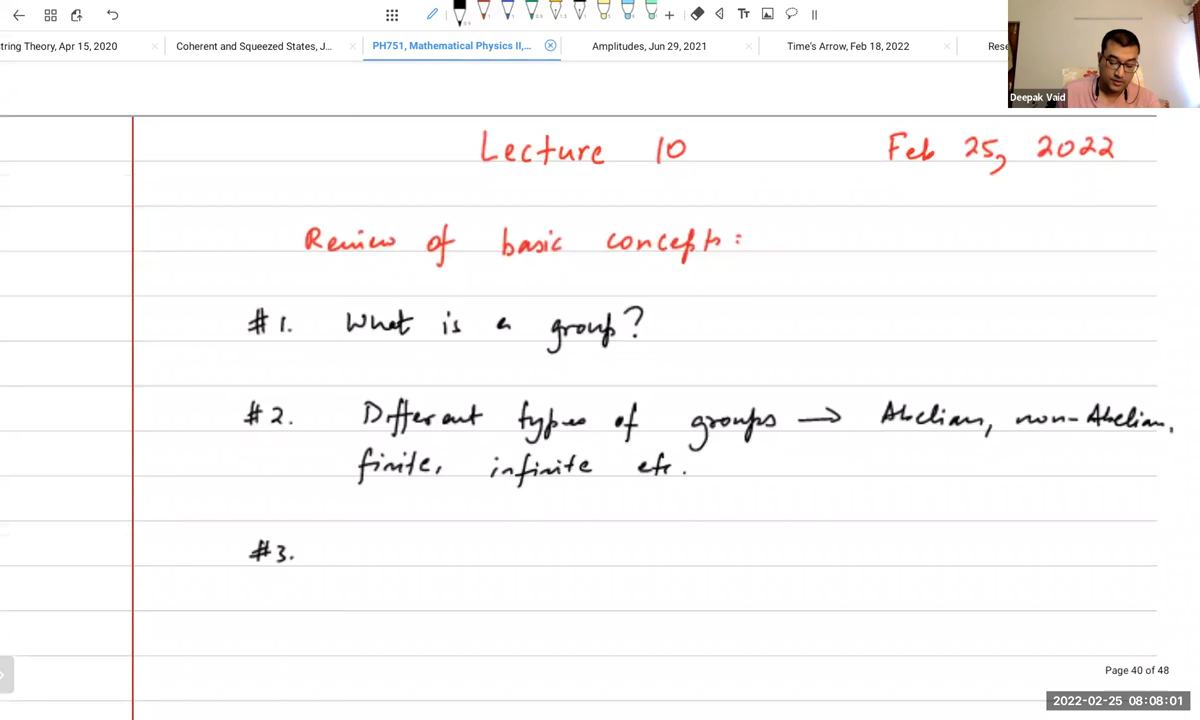 tring Theory, Apr 15, 2020
Coherent and Squeezed States, J...
PH751, Mathematical Physics II,...
Amplitudes, Jun 29, 2021
Time's Arrow, Feb 18, 2022
Rese
Deepak Vaid
Lecture 10 Feb 25, 2022
Review of basic concepts:
#1. What is a group?
#2. Different types of groups → Abelian, non-Abelian,
finite, infinite etc.
#3.
Page 40 of 48
2022-02-25 08:08:01